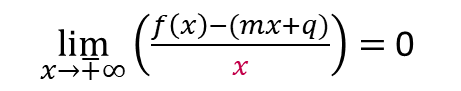 lim x→∓∞ ( (f(x)−(mx+q)) / x ) = 0